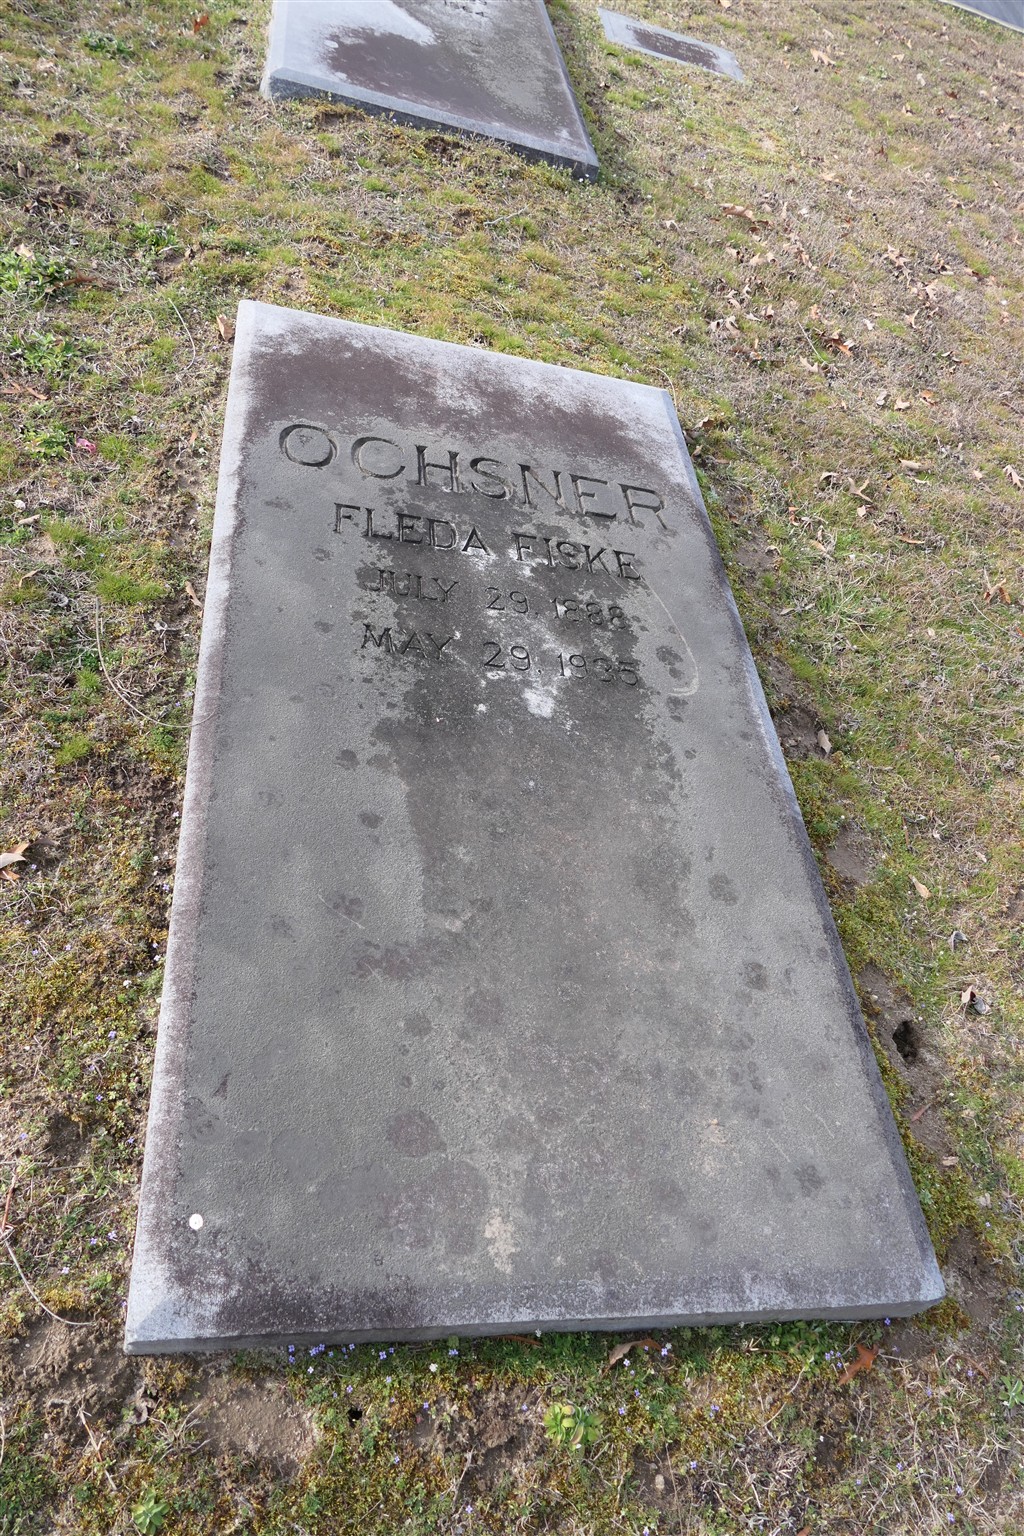 O OCHSNER
FLEDA FISKE
JULY 29, 1888
MAY 29, 1935